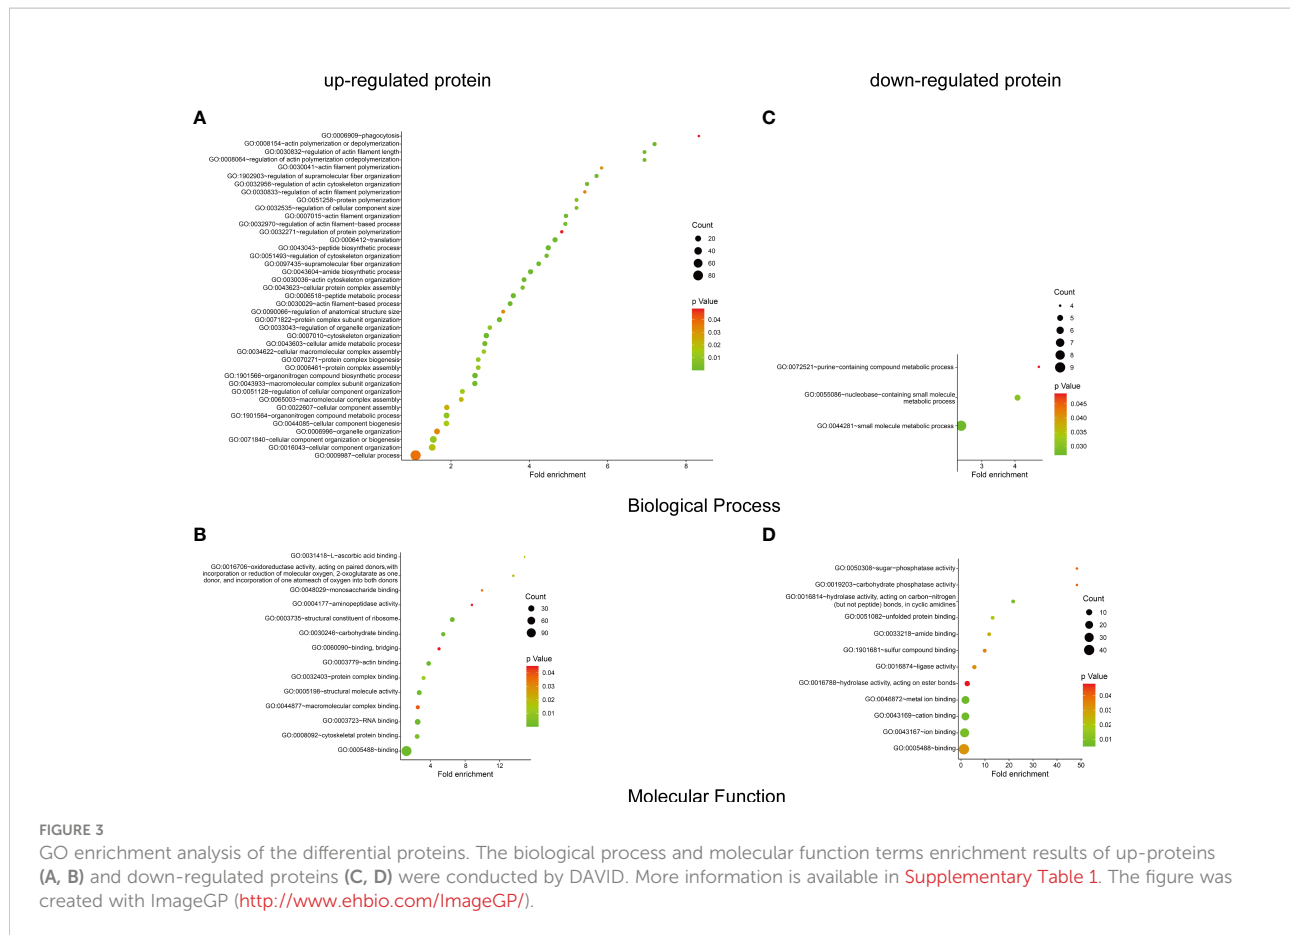 up-regulated protein
down-regulated protein
A
GO:0006909~phagocytosis
GO:0008154~actin polymerization or depolymerization
GO:0030832~regulation of actin filament length
GO:0008064~regulation of actin polymerization ordepolymerization
GO:0030041~actin filament polymerization
GO:1902903~regulation of supramolecular fiber organization
GO:0032956~regulation of actin cytoskeleton organization
GO:0030833~regulation of actin filament polymerization
GO:0051258~protein polymerization
GO:0032535~regulation of cellular component size
GO:0007015~actin filament organization
GO:0032970~regulation of actin filament-based process
GO:0032271~regulation of protein polymerization
GO:0006412~translation
GO:0043043~peptide biosynthetic process
GO:0051493~regulation of cytoskeleton organization
GO:0097435~supramolecular fiber organization
GO:0043604~amide biosynthetic process
GO:0030036~actin cytoskeleton organization
GO:0043623~cellular protein complex assembly
GO:0006518~peptide metabolic process
GO:0030029~actin filament-based process
GO:0090066~regulation of anatomical structure size
GO:0071822~protein complex subunit organization
GO:0033043~regulation of organelle organization
GO:0007010~cytoskeleton organization
GO:0043603~cellular amide metabolic process
GO:0034622~cellular macromolecular complex assembly
GO:0070271~protein complex biogenesis
GO:0006461~protein complex assembly
GO:1901566~organonitrogen compound biosynthetic process
GO:0043933~macromolecular complex subunit organization
GO:0051128~regulation of cellular component organization
GO:0065003~macromolecular complex assembly
GO:0022607~cellular component assembly
GO:1901564~organonitrogen compound metabolic process
GO:0044085~cellular component biogenesis
GO:0006996~organelle organization
GO:0071840~cellular component organization or biogenesis
GO:0016043~cellular component organization
GO:0009987~cellular process
2 4 6 8
Fold enrichment
Count
20
40
60
80
p Value
0.04
0.03
0.02
0.01
C
GO:0072521~purine-containing compound metabolic process
GO:0055086~nucleobase-containing small molecule
metabolic process
GO:0044281~small molecule metabolic process
3 4
Fold enrichment
Count
4
5
6
7
8
9
p Value
0.045
0.040
0.035
0.030
Biological Process
B
GO:0031418~L-ascorbic acid binding
GO:0016706~oxidoreductase activity, acting on paired donors,with
incorporation or reduction of molecular oxygen, 2-oxoglutarate as one
donor, and incorporation of one atomeach of oxygen into both donors
GO:0048029~monosaccharide binding
GO:0004177~aminopeptidase activity
GO:0003735~structural constituent of ribosome
GO:0030246~carbohydrate binding
GO:0060090~binding, bridging
GO:0003779~actin binding
GO:0032403~protein complex binding
GO:0005198~structural molecule activity
GO:0044877~macromolecular complex binding
GO:0003723~RNA binding
GO:0008092~cytoskeletal protein binding
GO:0005488~binding
4 8 12
Fold enrichment
Count
30
60
90
p Value
0.04
0.03
0.02
0.01
D
GO:0050308~sugar-phosphatase activity
GO:0019203~carbohydrate phosphatase activity
GO:0016814~hydrolase activity, acting on carbon-nitrogen
(but not peptide) bonds, in cyclic amidines
GO:0051082~unfolded protein binding
GO:0033218~amide binding
GO:1901681~sulfur compound binding
GO:0016874~ligase activity
GO:0016788~hydrolase activity, acting on ester bonds
GO:0046872~metal ion binding
GO:0043169~cation binding
GO:0043167~ion binding
GO:0005488~binding
0 10 20 30 40 50
Fold enrichment
Count
10
20
30
40
p Value
0.04
0.03
0.02
0.01
Molecular Function
FIGURE 3
GO enrichment analysis of the differential proteins. The biological process and molecular function terms enrichment results of up-proteins
(A, B) and down-regulated proteins (C, D) were conducted by DAVID. More information is available in Supplementary Table 1. The figure was
created with ImageGP (http://www.ehbio.com/ImageGP/).